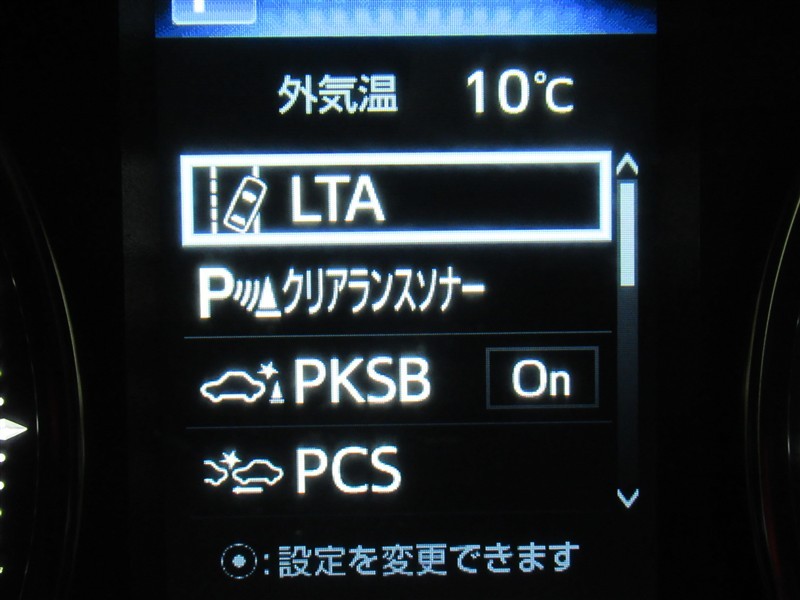 外気温 10℃
LTA
Pクリアランスソナー
PKSB On
PCS
:設定を変更できます